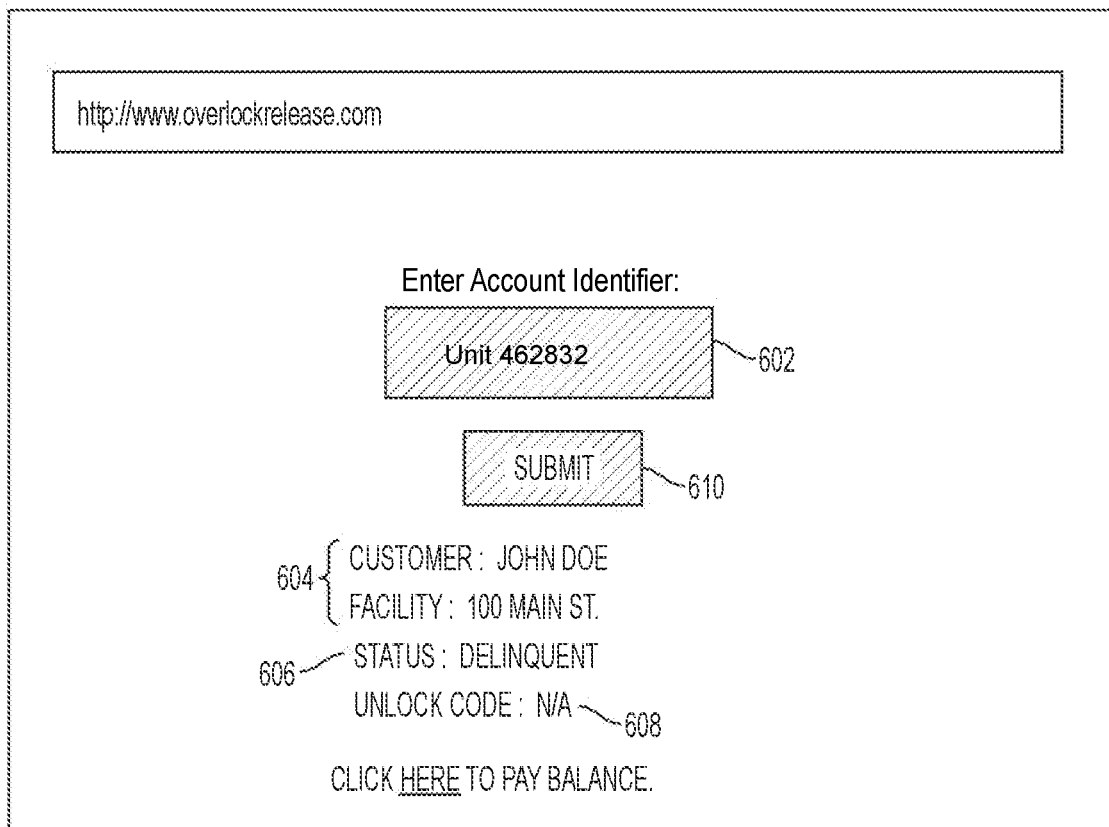 http://www.overlockrelease.com
Enter Account Identifier:
Unit 462832
602
SUBMIT
610
604
CUSTOMER : JOHN DOE
FACILITY : 100 MAIN ST.
606
STATUS : DELINQUENT
UNLOCK CODE : N/A
608
CLICK HERE TO PAY BALANCE.